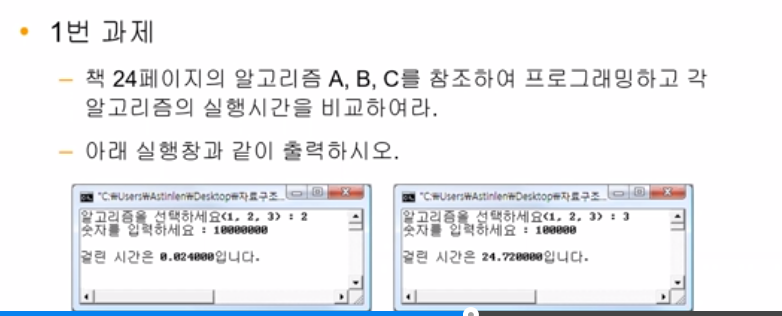 • 1번 과제
– 책 24페이지의 알고리즘 A, B, C를 참조하여 프로그래밍하고 각
알고리즘의 실행시간을 비교하여라.
– 아래 실행창과 같이 출력하시오.
"C:₩Users₩Astinlen₩Desktop₩자료구조...
알고리즘을 선택하세요(1, 2, 3) : 2
숫자를 입력하세요 : 10000000
걸린 시간은 0.024000입니다.
"C:₩Users₩Astinlen₩Desktop₩자료구조...
알고리즘을 선택하세요(1, 2, 3) : 3
숫자를 입력하세요 : 100000
걸린 시간은 24.720000입니다.